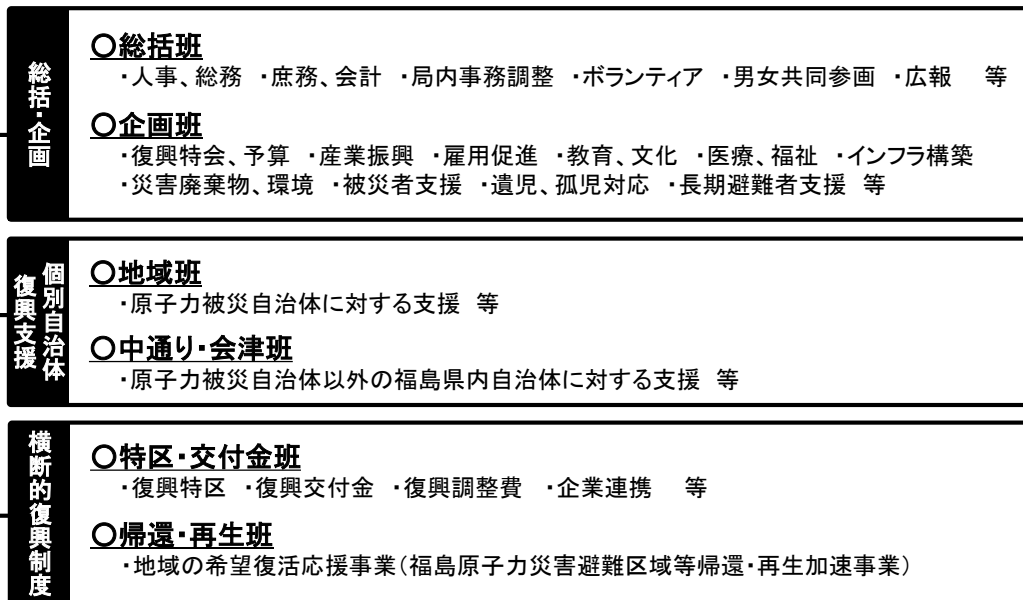 総括・企画
〇総括班
・人事、総務 ・庶務、会計 ・局内事務調整 ・ボランティア ・男女共同参画 ・広報 等
〇企画班
・復興特会、予算 ・産業振興 ・雇用促進 ・教育、文化 ・医療、福祉 ・インフラ構築
・災害廃棄物、環境 ・被災者支援 ・遺児、孤児対応 ・長期避難者支援 等
個別自治体
復興支援
〇地域班
・原子力被災自治体に対する支援 等
〇中通り・会津班
・原子力被災自治体以外の福島県内自治体に対する支援 等
横断的復興制度
〇特区・交付金班
・復興特区 ・復興交付金 ・復興調整費 ・企業連携 等
〇帰還・再生班
・地域の希望復活応援事業(福島原子力災害避難区域等帰還・再生加速事業)